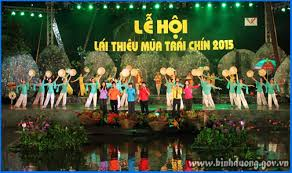 LỄ HỘI
LÁI THIÊU MÙA TRÁI CHÍN 2015
www.binhduong.gov.vn